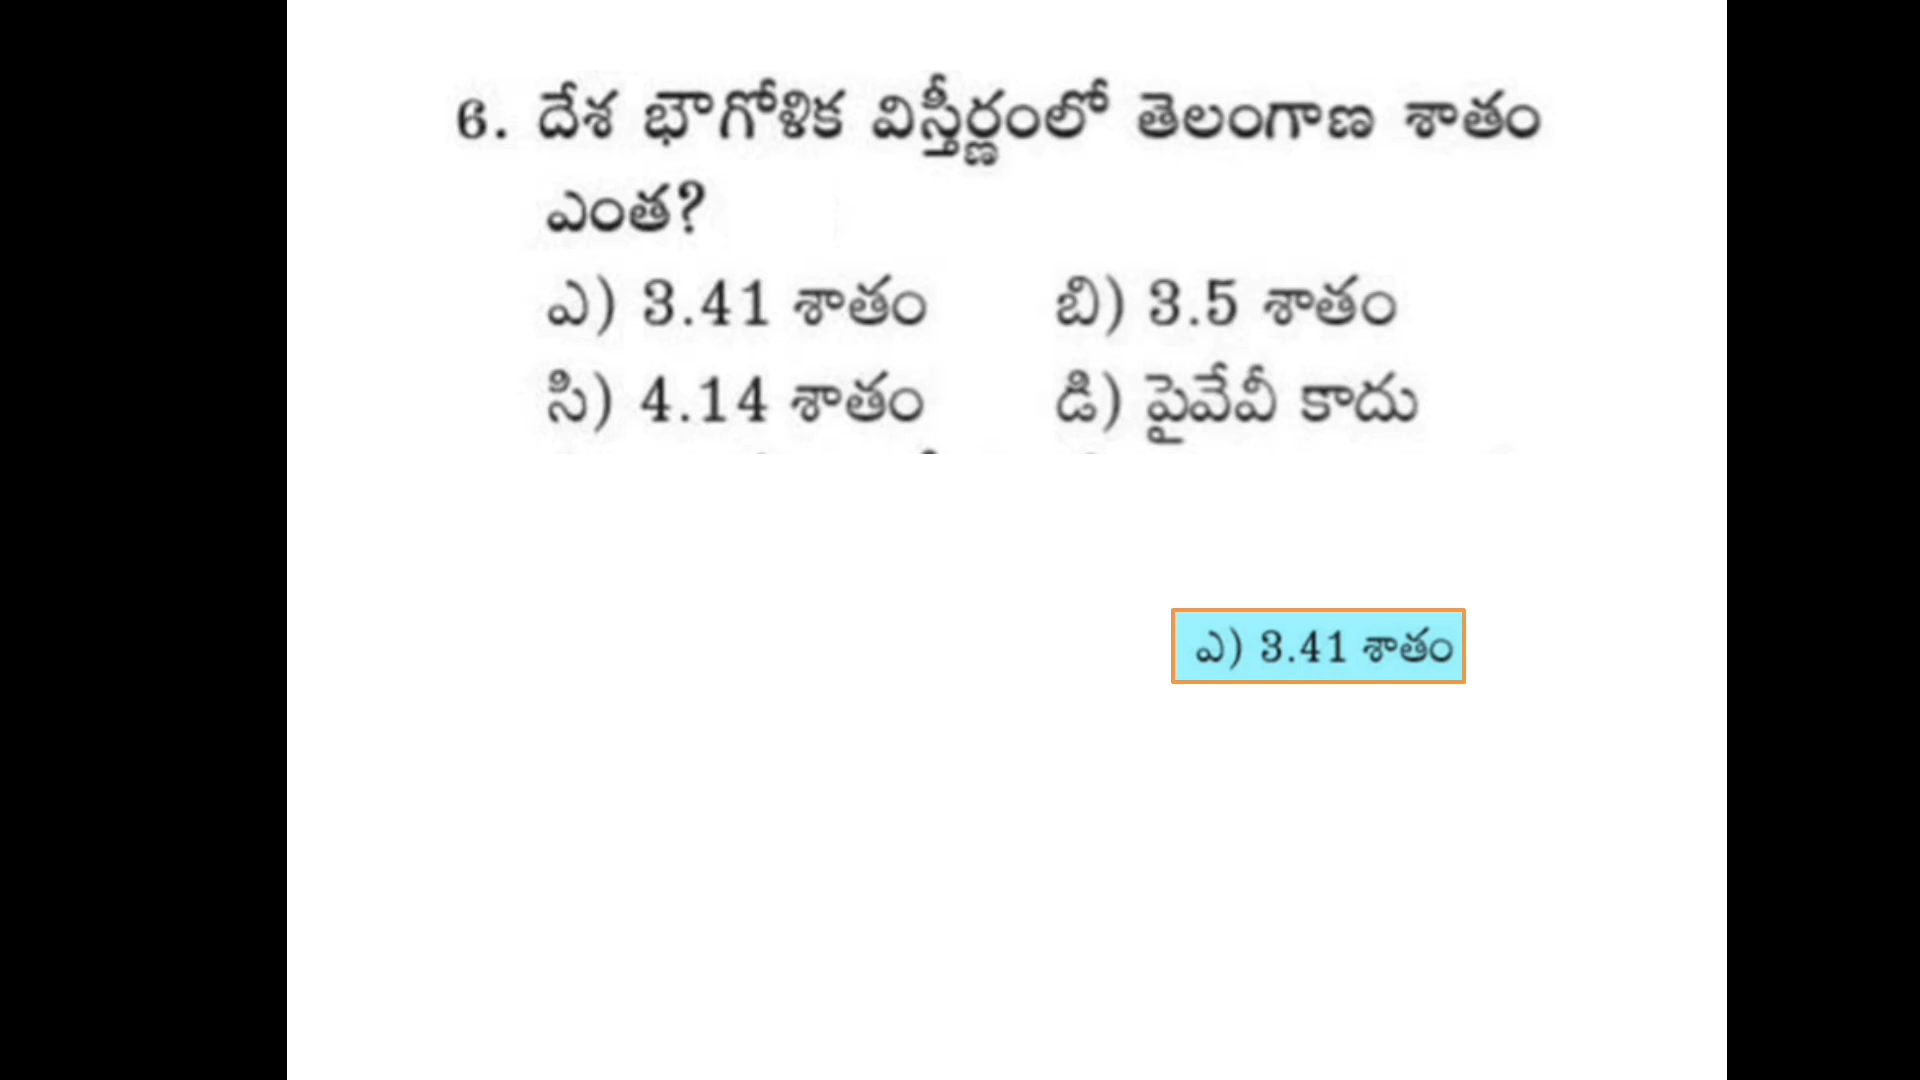 6. దేశ భౌగోళిక విస్తీర్ణంలో తెలంగాణ శాతం
ఎంత?
ఎ) 3.41 శాతం బి) 3.5 శాతం
సి) 4.14 శాతం డి) పైవేవీ కాదు
ఎ) 3.41 శాతం